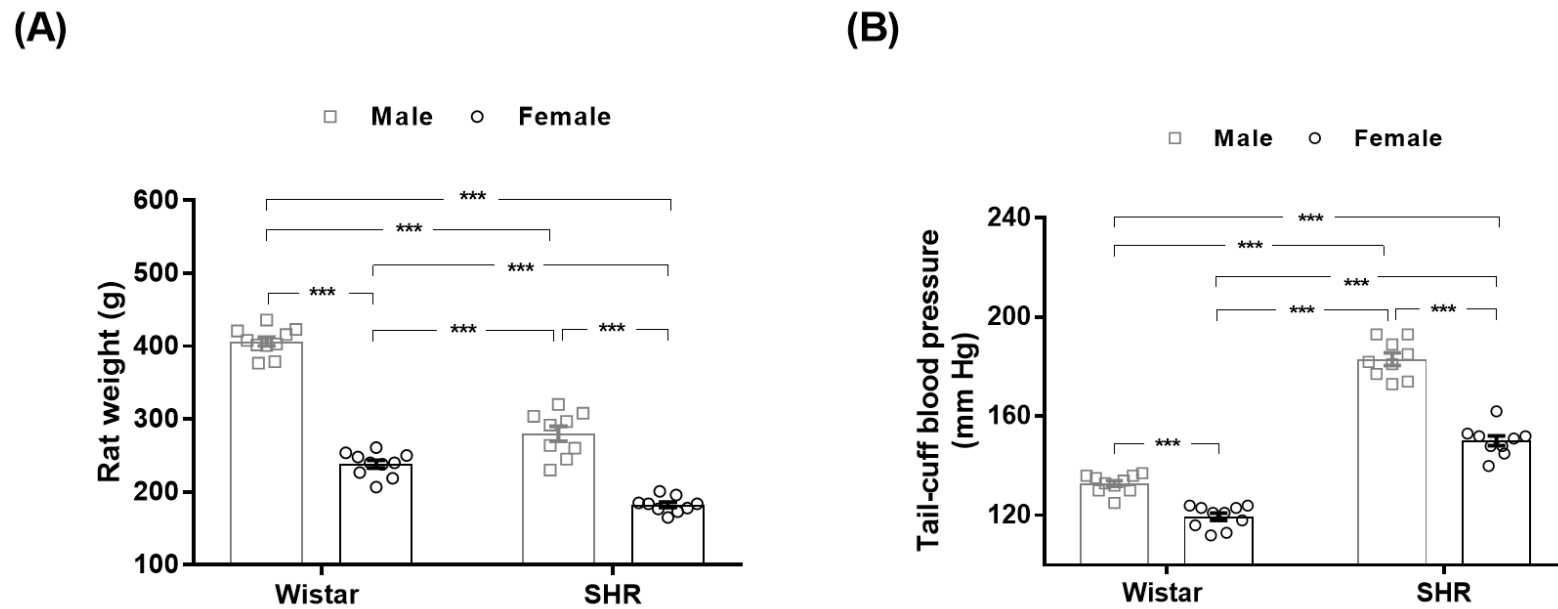 (A)
Male Female
600
500
400
300
200
100
Rat weight (g)
***
***
***
***
***
***
Wistar SHR
(B)
Male Female
240
200
160
120
Tail-cuff blood pressure
(mm Hg)
***
***
***
***
***
***
Wistar SHR